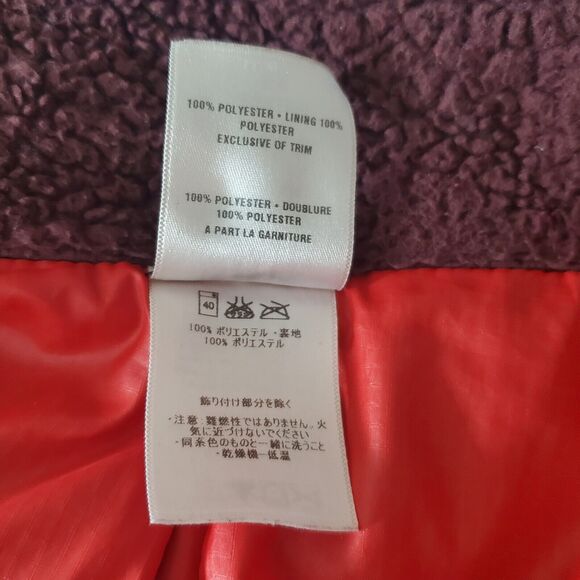 100% POLYESTER • LINING 100%
POLYESTER
EXCLUSIVE OF TRIM
100% POLYESTER • DOUBLURE
100% POLYESTER
A PART LA GARNITURE
40
100% ポリエステル・裏地
100% ポリエステル
飾り付け部分を除く
・注意:難燃性ではありません。火
気に近づけないでください
・同系色のものと一緒に洗うこと
・乾燥機−低温